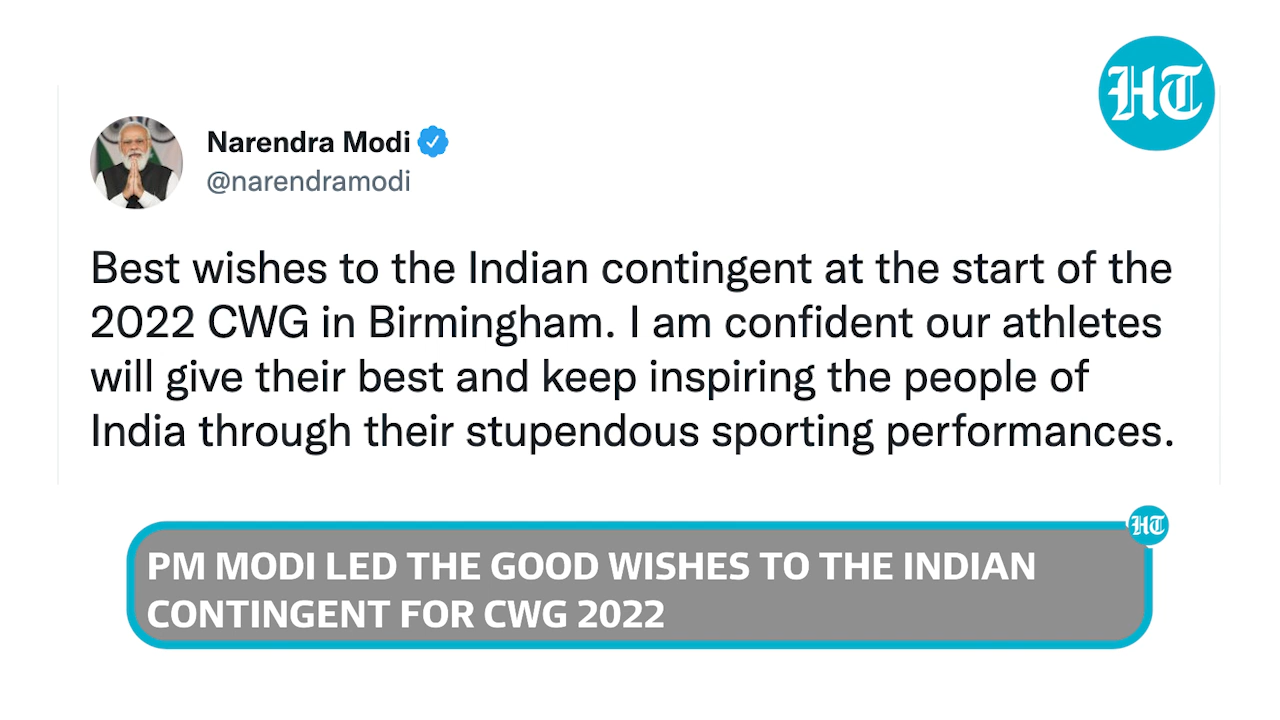 HT
Narendra Modi
@narendramodi
Best wishes to the Indian contingent at the start of the
2022 CWG in Birmingham. I am confident our athletes
will give their best and keep inspiring the people of
India through their stupendous sporting performances.
HT
PM MODI LED THE GOOD WISHES TO THE INDIAN
CONTINGENT FOR CWG 2022